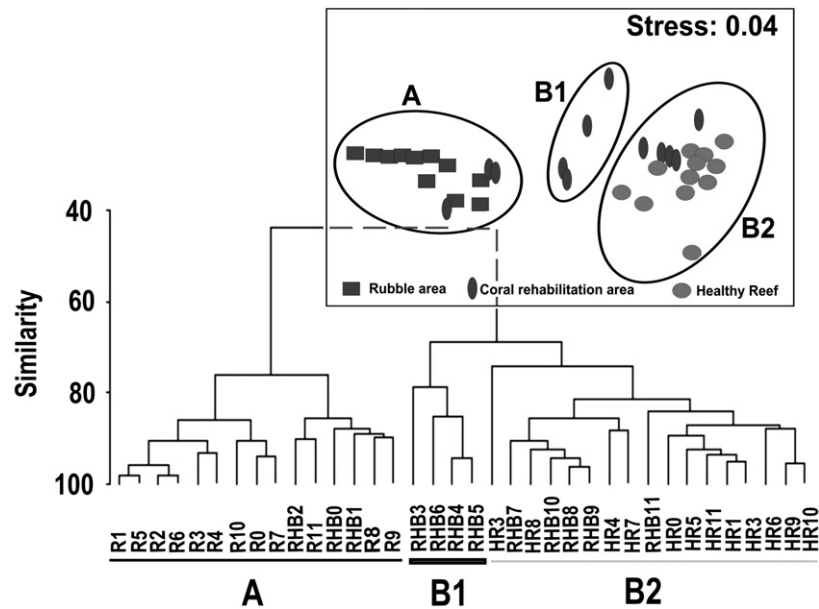 Stress: 0.04
A
B1
B2
Rubble area
Coral rehabilitation area
Healthy Reef
Similarity
40
60
80
100
R1
R5
R2
R6
R3
R4
R10
R0
R7
RHB2
R11
RHB0
RHB1
R8
R9
RHB3
RHB6
RHB4
RHB5
HR3
RHB7
HR8
RHB10
RHB8
RHB9
HR4
HR7
RHB11
HR0
HR5
HR11
HR1
HR3
HR6
HR9
HR10
A
B1
B2